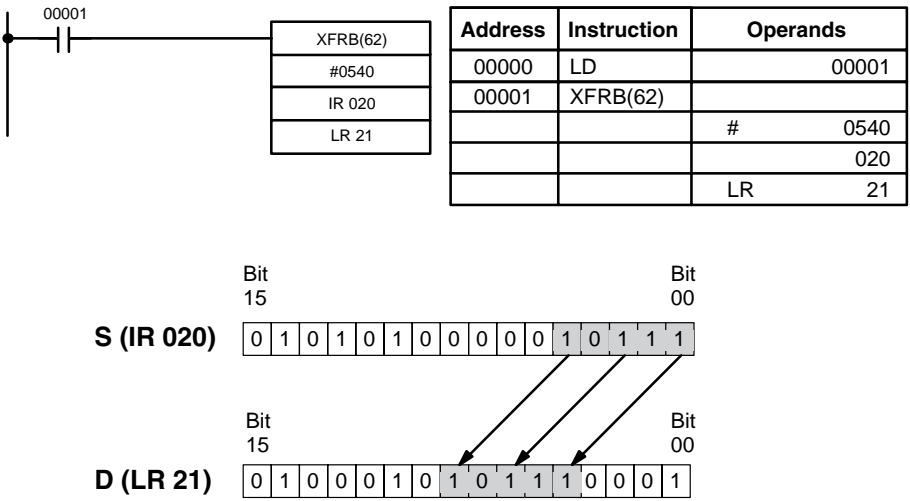 00001
XFRB(62)
#0540
IR 020
LR 21
Address Instruction Operands
00000 LD 00001
00001 XFRB(62)
# 0540
020
LR 21
Bit 15 Bit 00
S (IR 020) 0 1 0 1 0 1 0 0 0 0 0 1 0 1 1 1
Bit 15 Bit 00
D (LR 21) 0 1 0 0 0 1 0 1 0 1 1 1 0 0 0 1